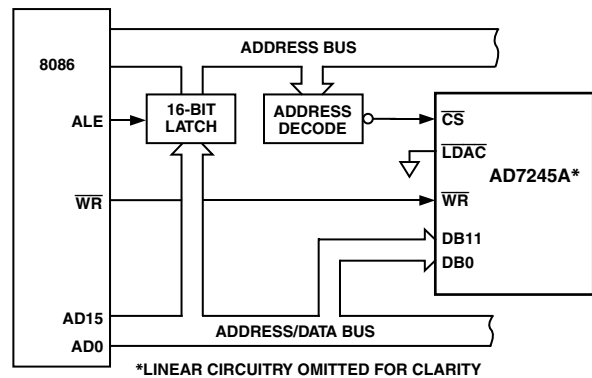 ADDRESS BUS
8086
16-BIT
LATCH
ADDRESS
DECODE
ALE
CS
LDAC
AD7245A*
WR
WR
DB11
DB0
AD15
ADDRESS/DATA BUS
AD0
*LINEAR CIRCUITRY OMITTED FOR CLARITY